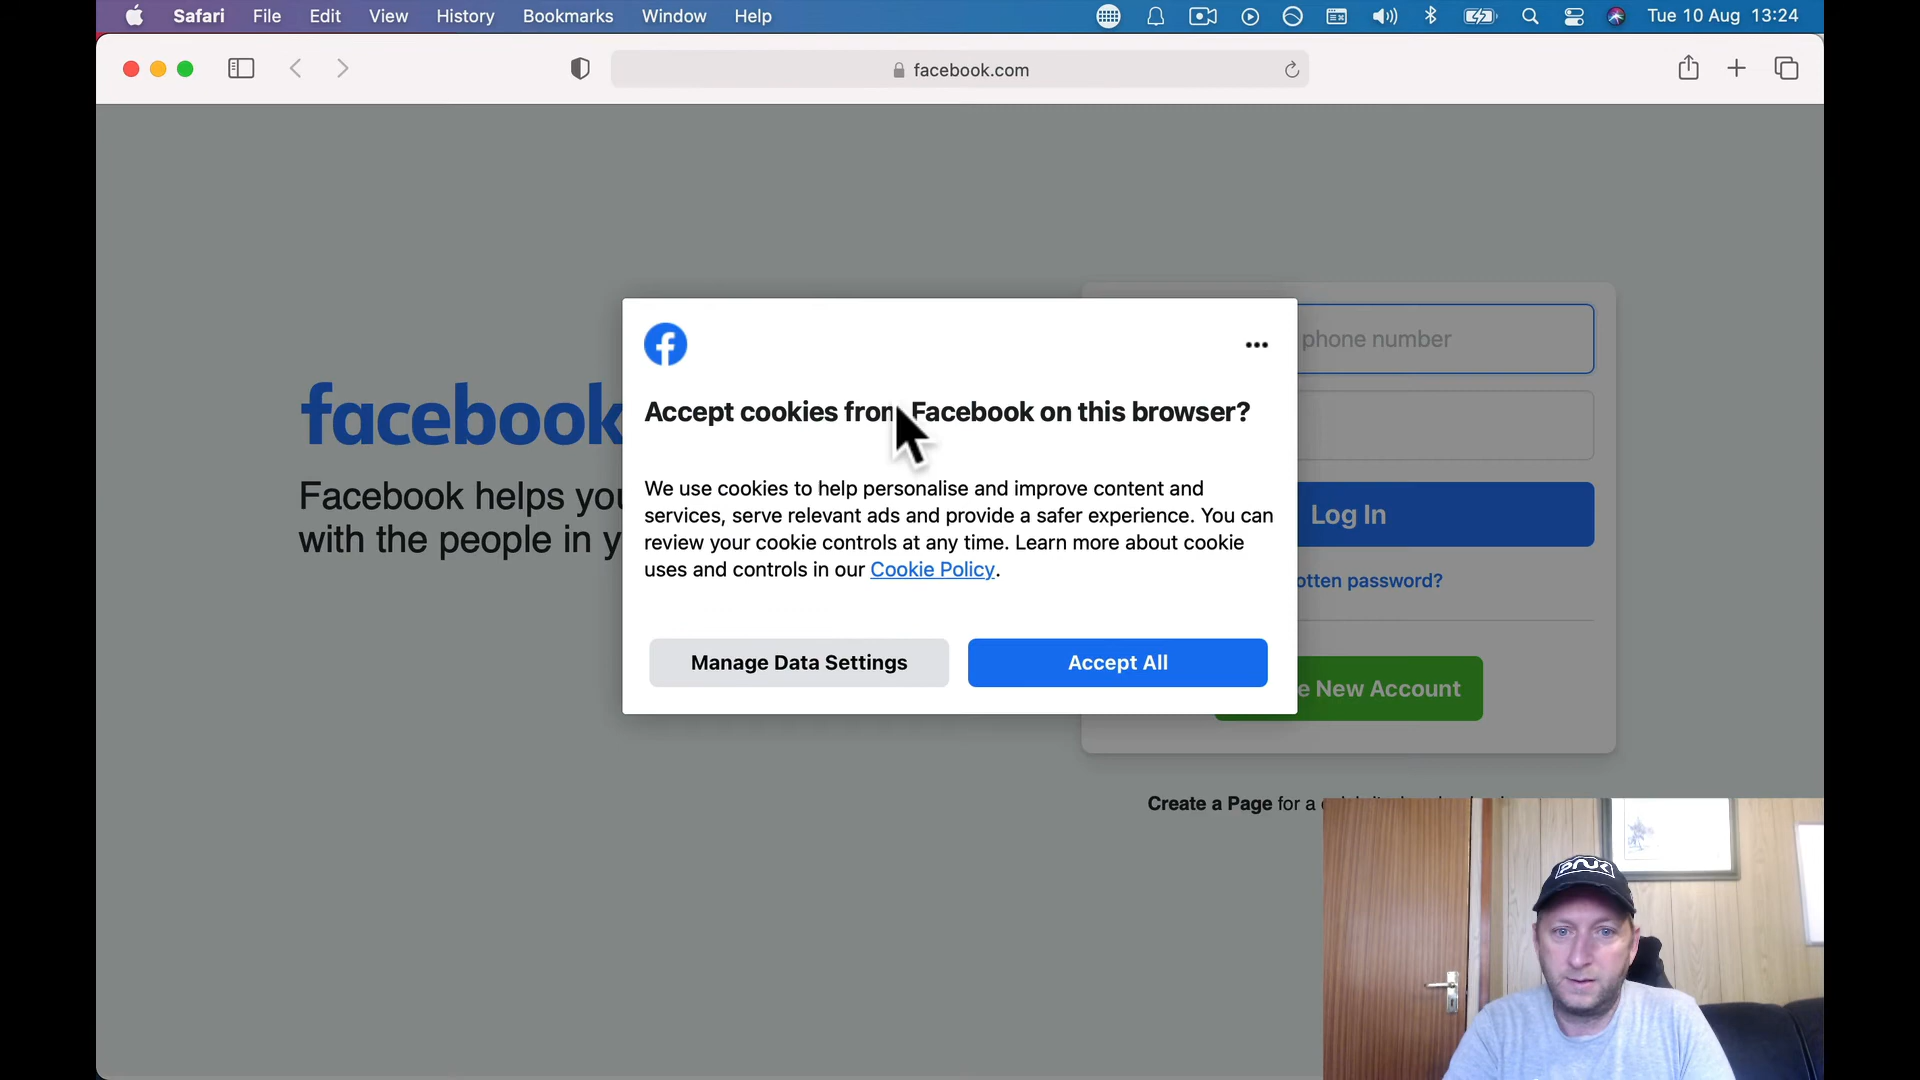 Safari File Edit View History Bookmarks Window Help Tue 10 Aug 13:24
facebook.com
phone number
Accept cookies from Facebook on this browser?
facebook
We use cookies to help personalise and improve content and
services, serve relevant ads and provide a safer experience. You can
review your cookie controls at any time. Learn more about cookie
uses and controls in our Cookie Policy.
Facebook helps you
with the people in y
Log In
otten password?
Manage Data Settings
Accept All
e New Account
Create a Page for a